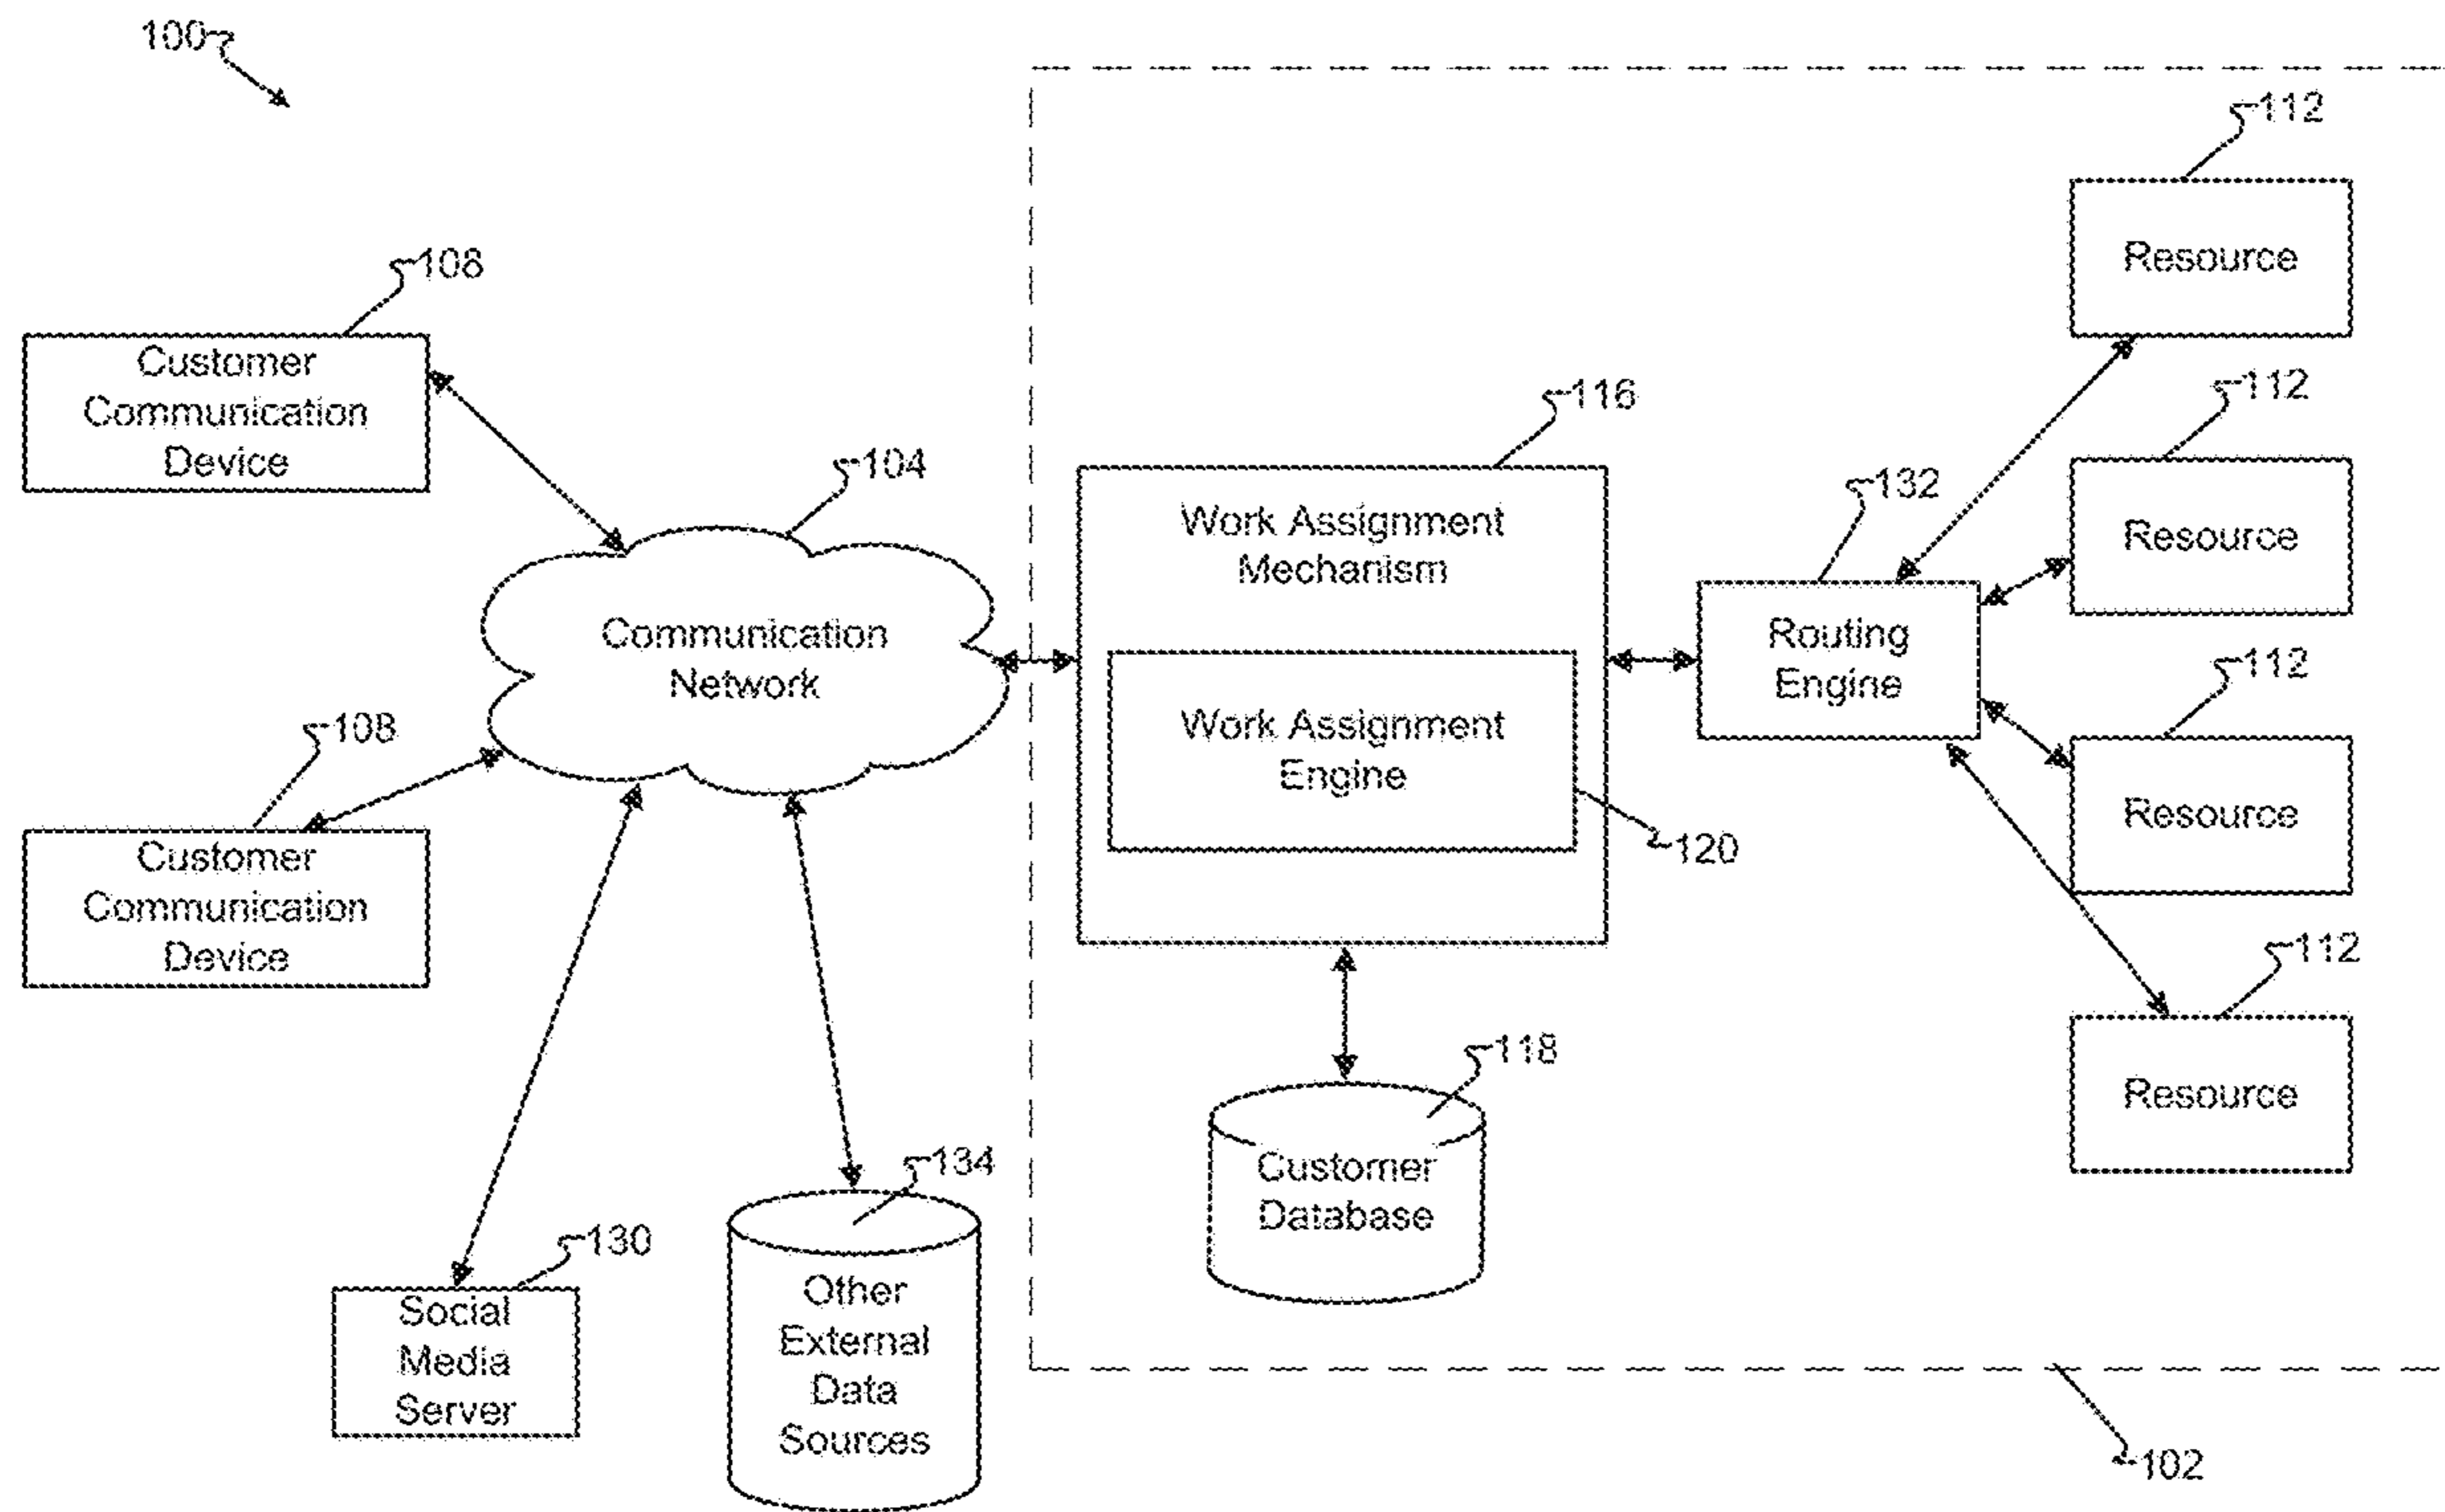 100
108
Customer
Communication
Device
104
Communication
Network
108
Customer
Communication
Device
130
Social
Media
Server
134
Other
External
Data
Sources
116
Work Assignment
Mechanism
Work Assignment
Engine
120
118
Customer
Database
132
Routing
Engine
112
Resource
112
Resource
112
Resource
112
Resource
102